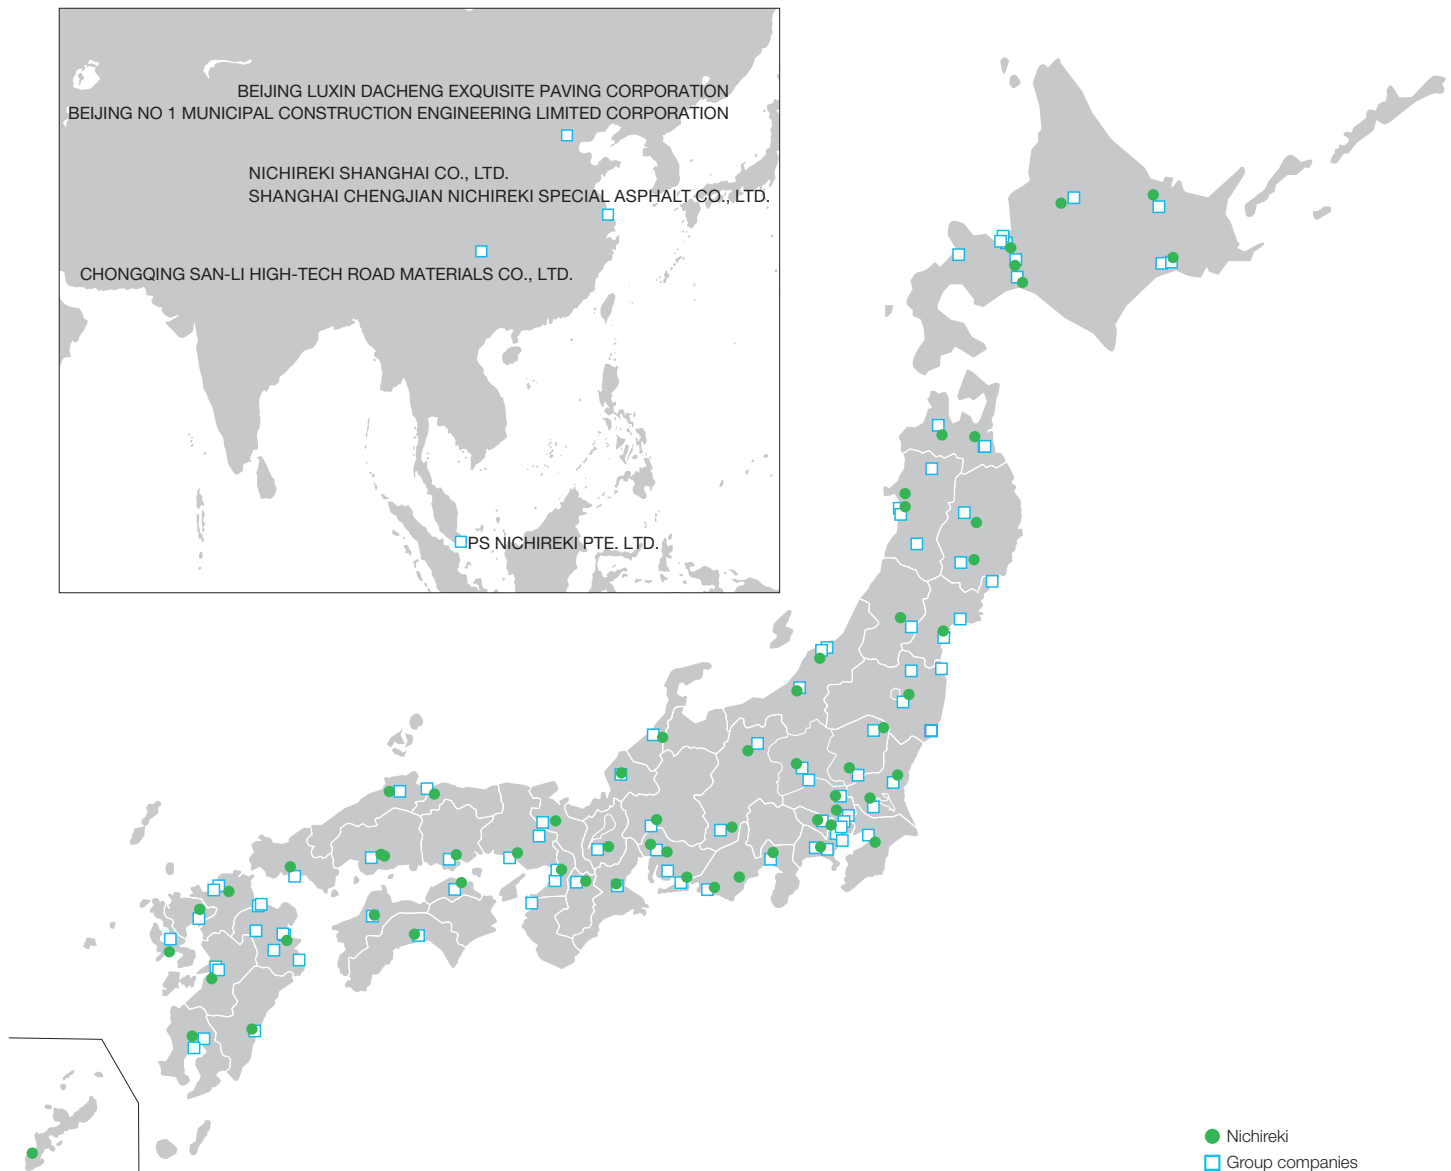 BEIJING LUXIN DACHENG EXQUISITE PAVING CORPORATION
BEIJING NO 1 MUNICIPAL CONSTRUCTION ENGINEERING LIMITED CORPORATION
NICHIREKI SHANGHAI CO., LTD.
SHANGHAI CHENGJIAN NICHIREKI SPECIAL ASPHALT CO., LTD.
CHONGQING SAN-LI HIGH-TECH ROAD MATERIALS CO., LTD.
PS NICHIREKI PTE. LTD.
Nichireki
Group companies